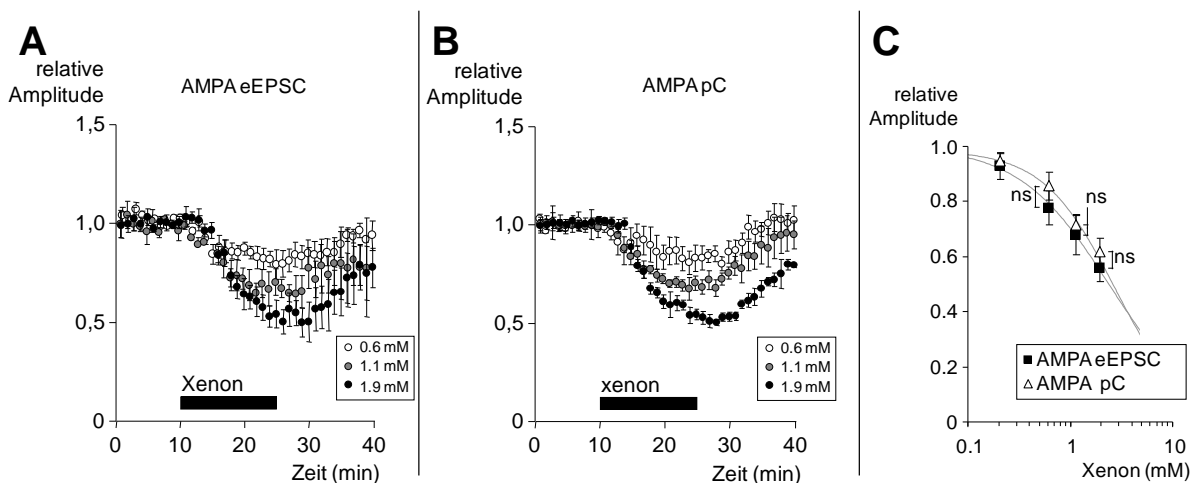 A
relative
Amplitude
AMPA eEPSC
1,5
1,0
0,5
0
Xenon
0.6 mM
1.1 mM
1.9 mM
0 10 20 30 40
Zeit (min)
B
relative
Amplitude
AMPA pC
1,5
1,0
0,5
0
xenon
0.6 mM
1.1 mM
1.9 mM
0 10 20 30 40
Zeit (min)
C
relative
Amplitude
1.0
0.8
0.6
0.4
0.2
0
ns
ns
ns
AMPA eEPSC
AMPA pC
0.1 1 10
Xenon (mM)